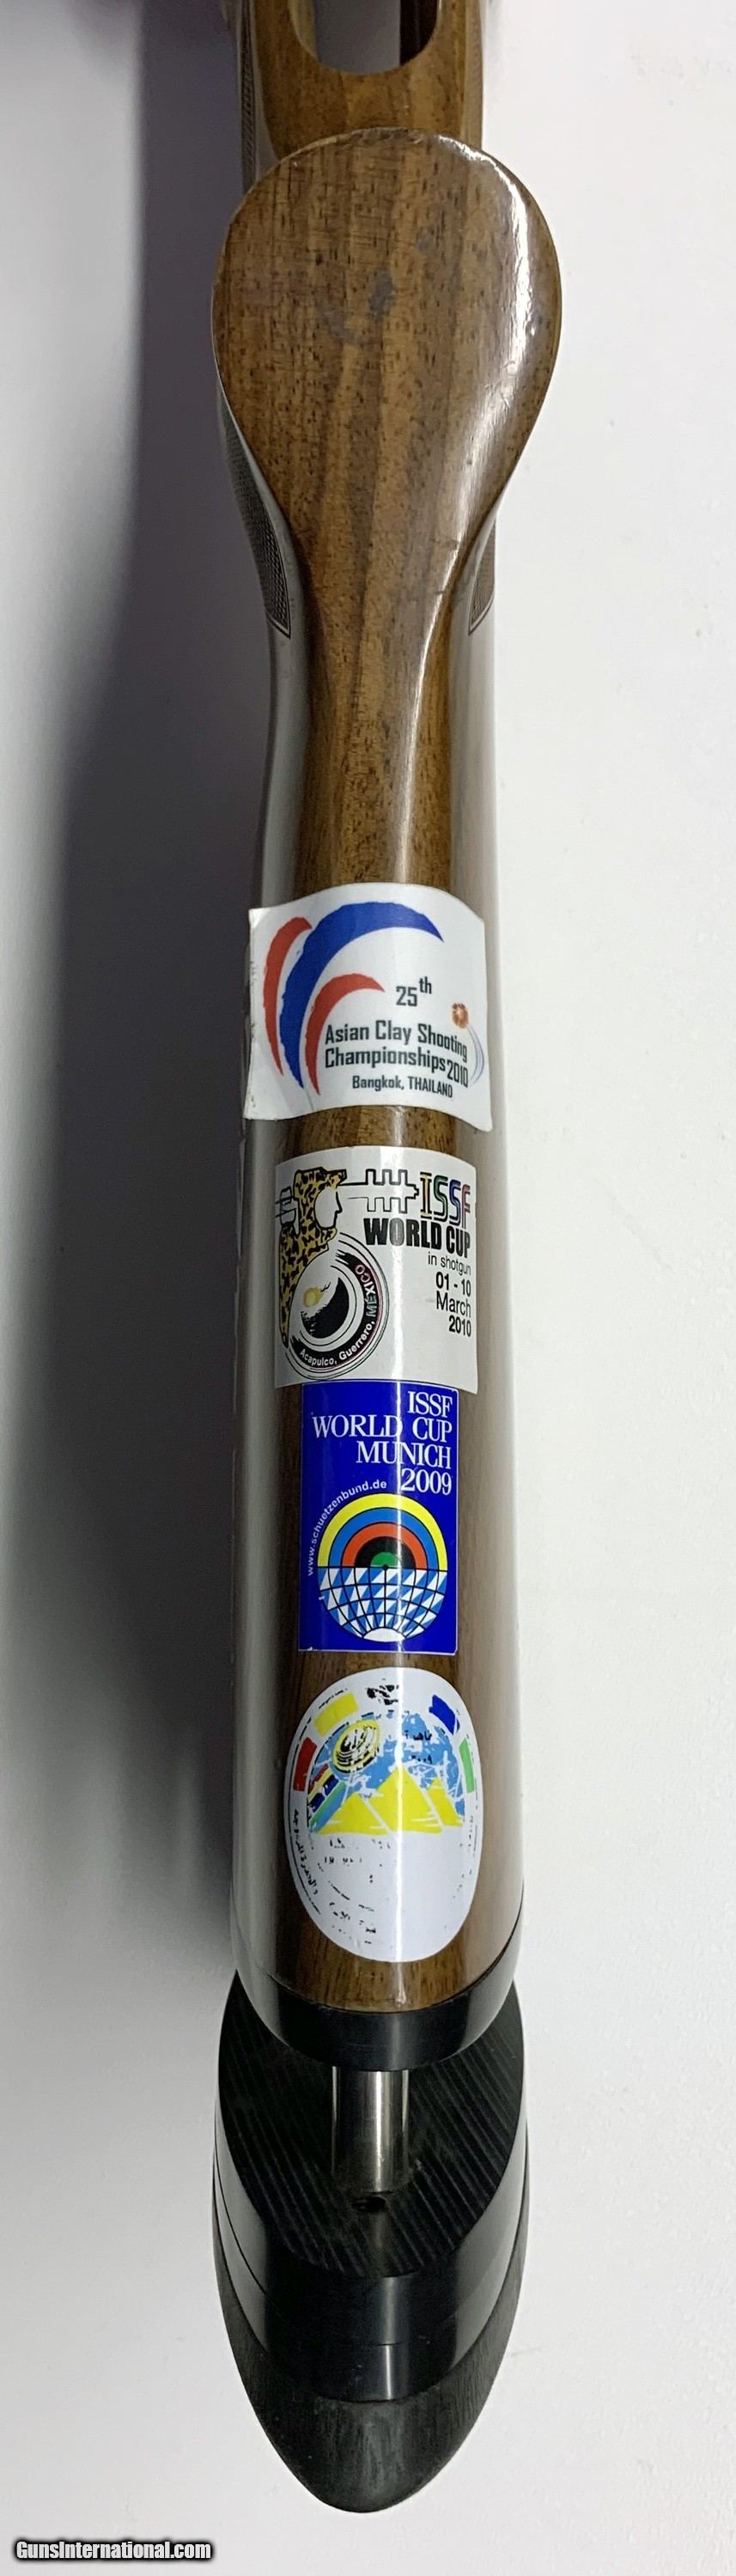 25th
Asian Clay Shooting
Championships 2010
Bangkok, THAILAND
ISSF
WORLD CUP
in shotgun
01 - 10
March
2010
Acapulco, Guerrero, MÉXICO
ISSF
WORLD CUP
MUNICH
2009
www.schuetzenbund.de
GunsInternational.com